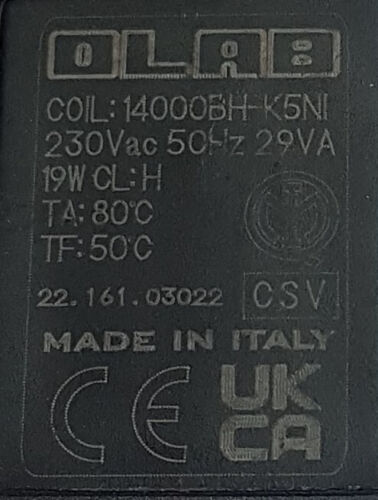 OLAB
COIL: 14000BH-K5NI
230Vac 50Hz 29VA
19W CL: H
TA: 80°C
TF: 50°C
22.161.03022 CSV
MADE IN ITALY
CE UK
CA